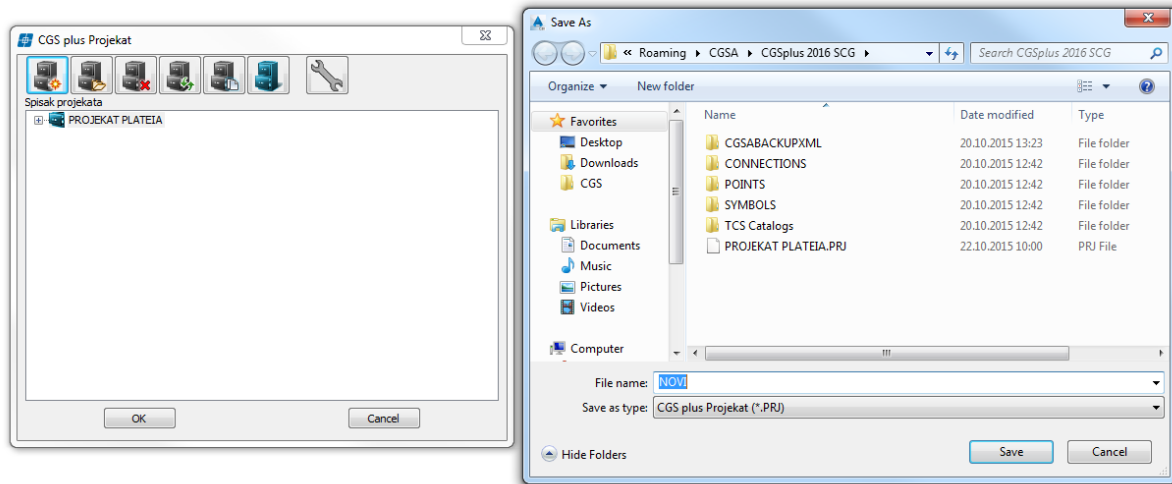 CGS plus Projekat
Spisak projekata
PROJEKAT PLATEIA
OK Cancel
Save As
« Roaming CGSA CGSplus 2016 SCG Search CGSplus 2016 SCG
Organize New folder
Name Date modified Type
Favorites
Desktop
Downloads
CGS
Libraries
Documents
Music
Pictures
Videos
Computer
CGSABACKUPXML 20.10.2015 13:23 File folder
CONNECTIONS 20.10.2015 12:42 File folder
POINTS 20.10.2015 12:42 File folder
SYMBOLS 20.10.2015 12:42 File folder
TCS Catalogs 20.10.2015 12:42 File folder
PROJEKAT PLATEIA.PRJ 22.10.2015 10:00 PRJ File
File name: NOVI
Save as type: CGS plus Projekat (*.PRJ)
Hide Folders Save Cancel